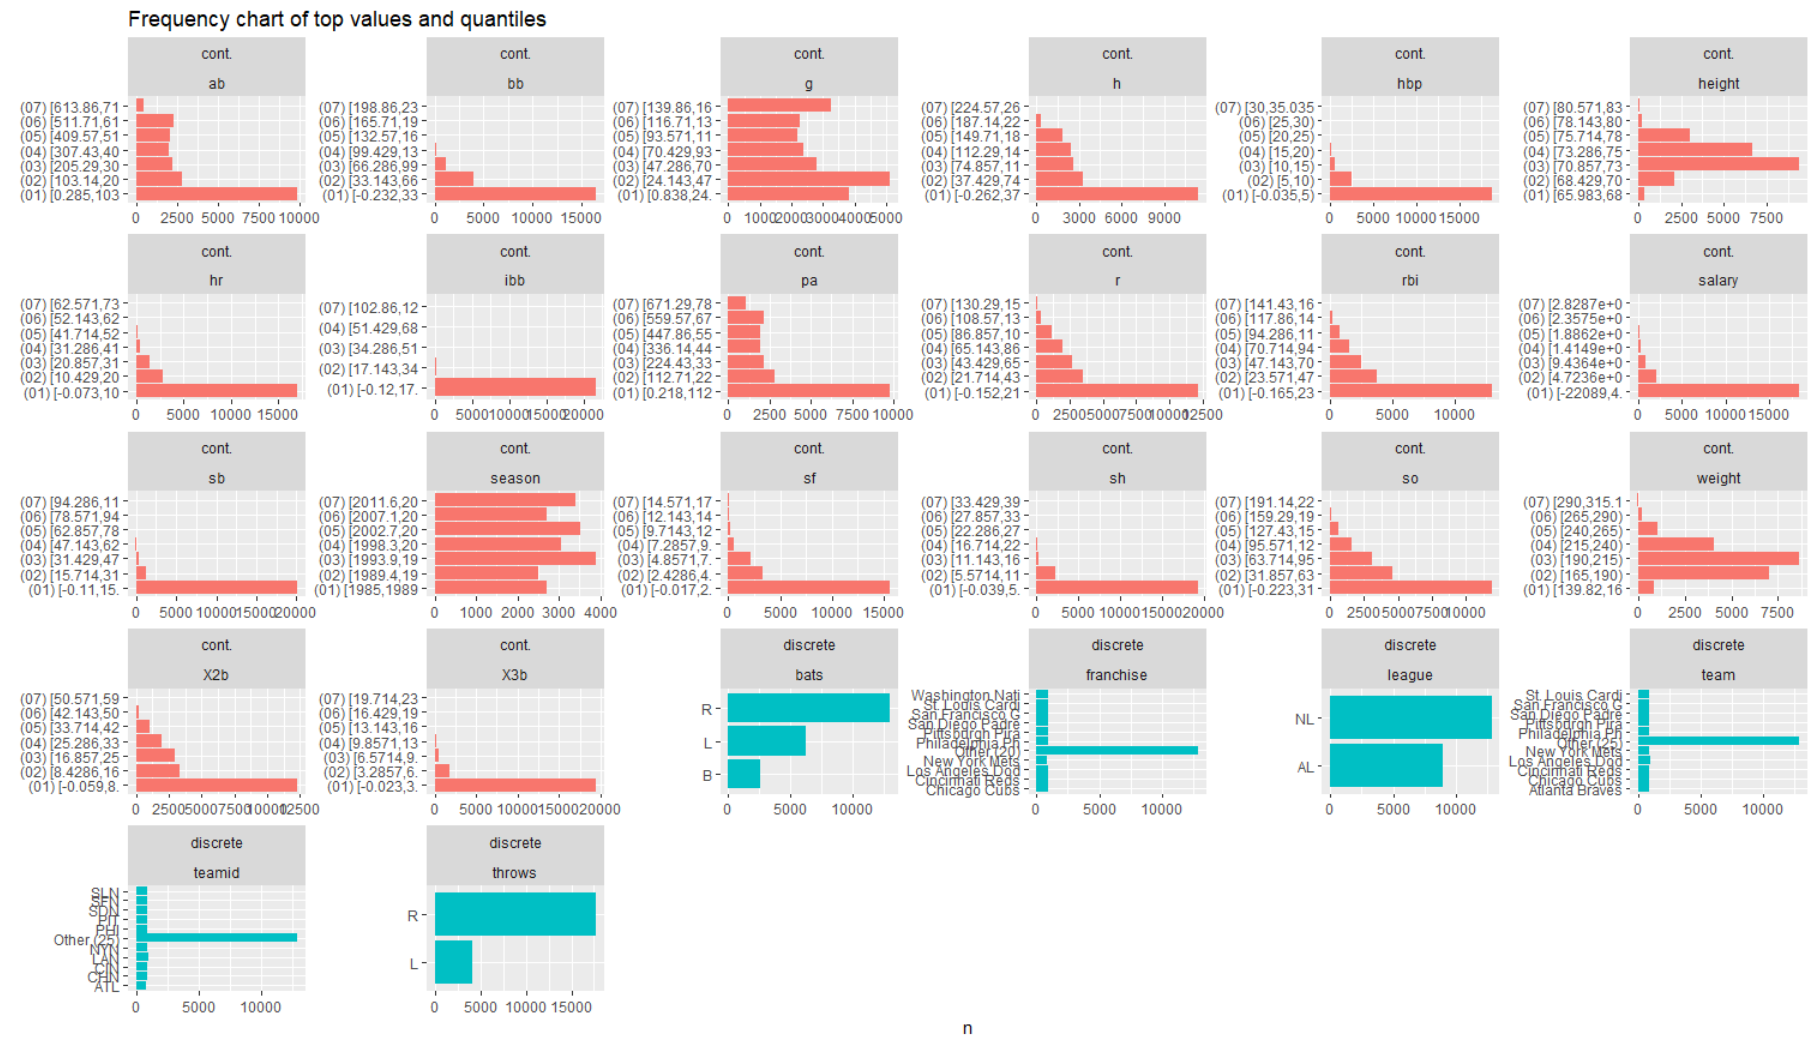 Frequency chart of top values and quantiles
cont.
ab
(07) [613.86,71
(06) [511.71,61
(05) [409.57,51
(04) [307.43,40
(03) [205.29,30
(02) [103.14,20
(01) [0.285,103
0 2500 5000 7500 10000
cont.
bb
(07) [198.86,23
(06) [165.71,19
(05) [132.57,16
(04) [99.429,13
(03) [66.286,99
(02) [33.143,66
(01) [-0.232,33
0 5000 10000 15000
cont.
g
(07) [139.86,16
(06) [116.71,13
(05) [93.571,11
(04) [70.429,93
(03) [47.286,70
(02) [24.143,47
(01) [0.838,24.
0 1000 2000 3000 4000 5000
cont.
h
(07) [224.57,26
(06) [187.14,22
(05) [149.71,18
(04) [112.29,14
(03) [74.857,11
(02) [37.429,74
(01) [-0.262,37
0 3000 6000 9000
cont.
hbp
(07) [30,35.035
(06) [25,30)
(05) [20,25)
(04) [15,20)
(03) [10,15)
(02) [5,10)
(01) [-0.035,5)
0 5000 10000 15000
cont.
height
(07) [80.571,83
(06) [78.143,80
(05) [75.714,78
(04) [73.286,75
(03) [70.857,73
(02) [68.429,70
(01) [65.983,68
0 2500 5000 7500
cont.
hr
(07) [62.571,73
(06) [52.143,62
(05) [41.714,52
(04) [31.286,41
(03) [20.857,31
(02) [10.429,20
(01) [-0.073,10
0 5000 10000 15000
cont.
ibb
(07) [102.86,12
(04) [51.429,68
(03) [34.286,51
(02) [17.143,34
(01) [-0.12,17.
0 5000 10000 15000 20000
cont.
pa
(07) [671.29,78
(06) [559.57,67
(05) [447.86,55
(04) [336.14,44
(03) [224.43,33
(02) [112.71,22
(01) [0.218,112
0 2500 5000 7500 10000
cont.
r
(07) [130.29,15
(06) [108.57,13
(05) [86.857,10
(04) [65.143,86
(03) [43.429,65
(02) [21.714,43
(01) [-0.152,21
0 2500 5000 7500 10000 12500
cont.
rbi
(07) [141.43,16
(06) [117.86,14
(05) [94.286,11
(04) [70.714,94
(03) [47.143,70
(02) [23.571,47
(01) [-0.165,23
0 5000 10000
cont.
salary
(07) [2.8287e+0
(06) [2.3575e+0
(05) [1.8862e+0
(04) [1.4149e+0
(03) [9.4364e+0
(02) [4.7236e+0
(01) [-22089,4.
0 5000 10000 15000
cont.
sb
(07) [94.286,11
(06) [78.571,94
(05) [62.857,78
(04) [47.143,62
(03) [31.429,47
(02) [15.714,31
(01) [-0.11,15.
0 5000 10000 15000 20000
cont.
season
(07) [2011.6,20
(06) [2007.1,20
(05) [2002.7,20
(04) [1998.3,20
(03) [1993.9,19
(02) [1989.4,19
(01) [1985,1989
0 1000 2000 3000 4000
cont.
sf
(07) [14.571,17
(06) [12.143,14
(05) [9.7143,12
(04) [7.2857,9.
(03) [4.8571,7.
(02) [2.4286,4.
(01) [-0.017,2.
0 5000 10000 15000
cont.
sh
(07) [33.429,39
(06) [27.857,33
(05) [22.286,27
(04) [16.714,22
(03) [11.143,16
(02) [5.5714,11
(01) [-0.039,5.
0 5000 10000 15000 20000
cont.
so
(07) [191.14,22
(06) [159.29,19
(05) [127.43,15
(04) [95.571,12
(03) [63.714,95
(02) [31.857,63
(01) [-0.223,31
0 2500 5000 7500 10000
cont.
weight
(07) [290,315.1
(06) [265,290)
(05) [240,265)
(04) [215,240)
(03) [190,215)
(02) [165,190)
(01) [139.82,16
0 2500 5000 7500
cont.
X2b
(07) [50.571,59
(06) [42.143,50
(05) [33.714,42
(04) [25.286,33
(03) [16.857,25
(02) [8.4286,16
(01) [-0.059,8.
0 2500 5000 7500 10000 12500
cont.
X3b
(07) [19.714,23
(06) [16.429,19
(05) [13.143,16
(04) [9.8571,13
(03) [6.5714,9.
(02) [3.2857,6.
(01) [-0.023,3.
0 5000 10000 15000 20000
discrete
bats
R
L
B
0 5000 10000
discrete
franchise
Washington Nati
St. Louis Cardi
San Francisco G
San Diego Padre
Pittsburgh Pira
Philadelphia Ph
Other (20)
New York Mets
Los Angeles Dod
Cincinnati Reds
Chicago Cubs
0 5000 10000
discrete
league
NL
AL
0 5000 10000
discrete
team
St. Louis Cardi
San Francisco G
San Diego Padre
Pittsburgh Pira
Philadelphia Ph
Other (25)
New York Mets
Los Angeles Dod
Cincinnati Reds
Chicago Cubs
Atlanta Braves
0 5000 10000
discrete
teamid
SLN
SFN
SDN
PIT
PHI
Other (25)
NYN
LAN
CIN
CHN
ATL
0 5000 10000
discrete
throws
R
L
0 5000 10000 15000
n